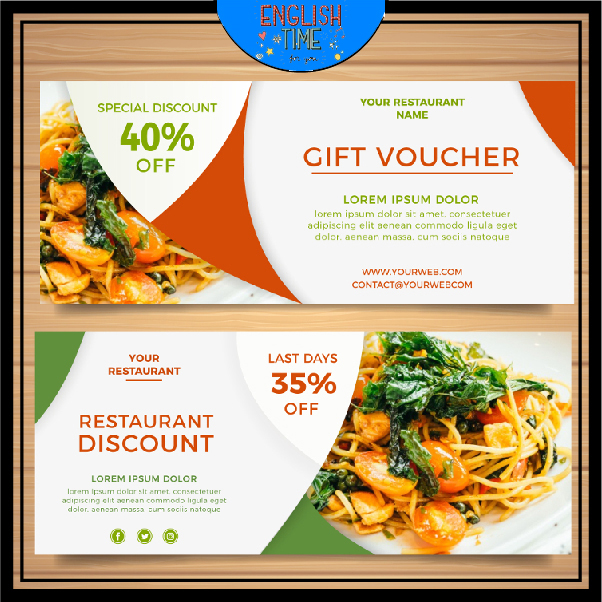 ENGLISH
TIME
for you
SPECIAL DISCOUNT
40%
OFF
YOUR RESTAURANT
NAME
GIFT VOUCHER
LOREM IPSUM DOLOR
lorem ipsum dolor sit amet, consectetuer
adipiscing elit, aenean commodo ligula eget
dolor, aenean massa, cum sociis natoque
WWW.YOURWEB.COM
CONTACT@YOURWEBCOM
YOUR
RESTAURANT
RESTAURANT
DISCOUNT
LOREM IPSUM DOLOR
lorem ipsum dolor sit amet, consectetuer
adipiscing elit, aenean commodo ligula eget
dolor, aenean massa, cum sociis natoque
LAST DAYS
35%
OFF